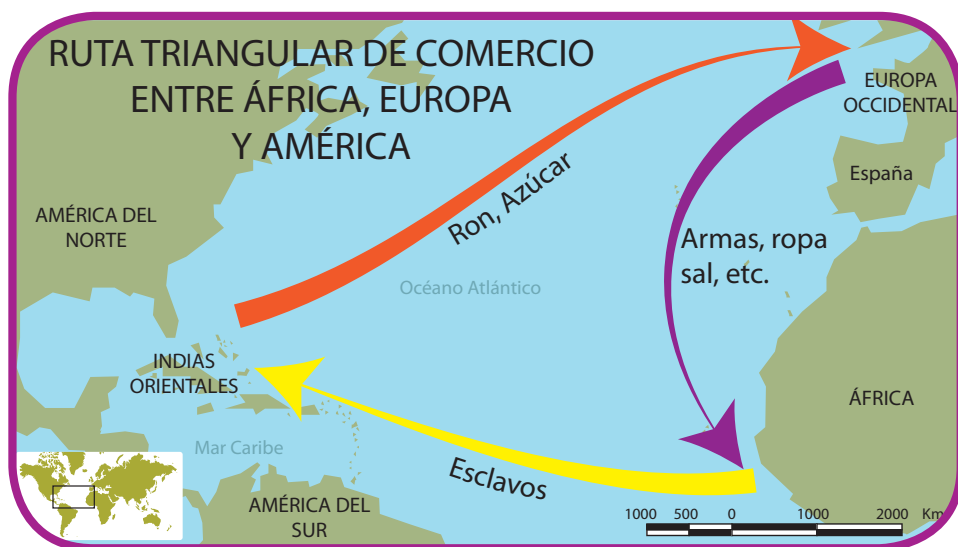 RUTA TRIANGULAR DE COMERCIO
ENTRE ÁFRICA, EUROPA
Y AMÉRICA
EUROPA
OCCIDENTAL
España
AMÉRICA DEL
NORTE
Ron, Azúcar
Armas, ropa
sal, etc.
Océano Atlántico
INDIAS
ORIENTALES
ÁFRICA
Mar Caribe
Esclavos
AMÉRICA DEL
SUR
1000 500 0 1000 2000 Km